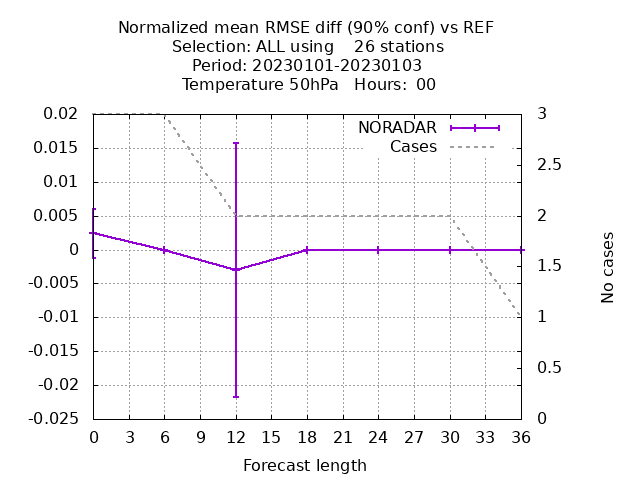 Normalized mean RMSE diff (90% conf) vs REF
Selection: ALL using    26 stations
Period: 20230101-20230103
Temperature 50hPa   Hours:  00
0.02
0.015
0.01
0.005
0
-0.005
-0.01
-0.015
-0.02
-0.025
NORADAR
Cases
3
2.5
2
1.5
1
0.5
0
No cases
0 3 6 9 12 15 18 21 24 27 30 33 36
Forecast length